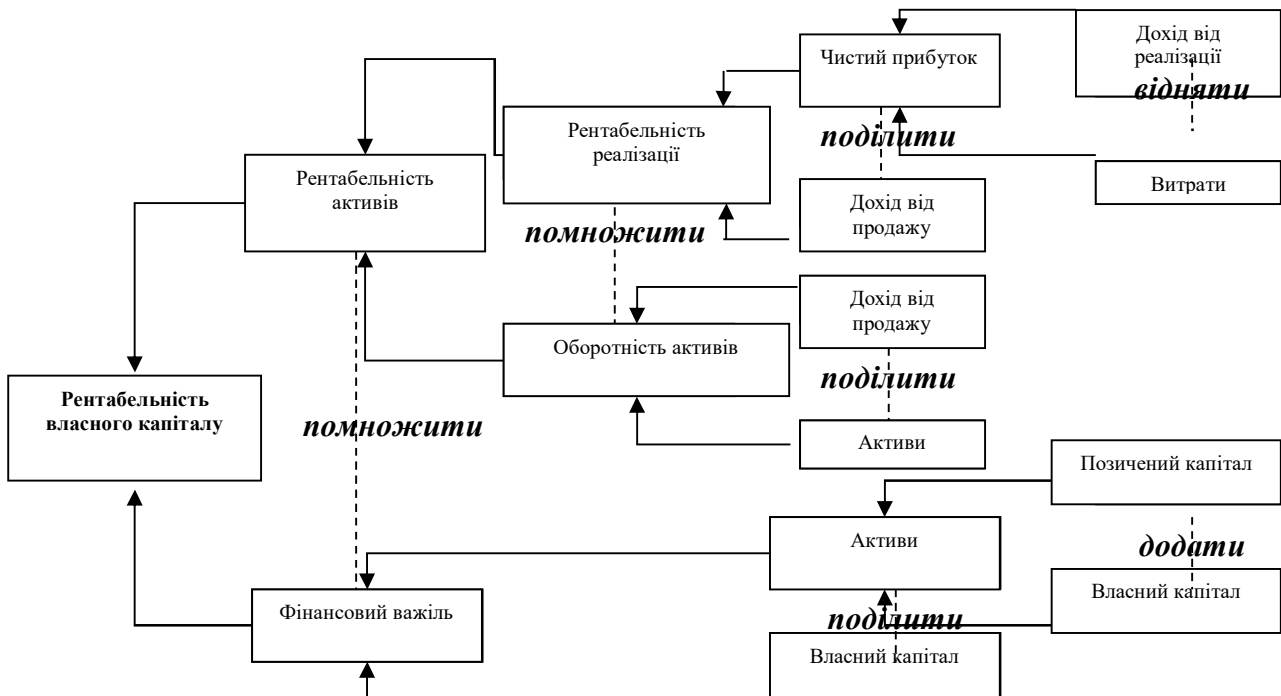 Дохід від
реалізації
Чистий прибуток
відняти
поділити
Рентабельність
реалізації
Рентабельність
активів
Витрати
Дохід від
продажу
помножити
Дохід від
продажу
Оборотність активів
поділити
Рентабельність
власного капіталу
помножити
Активи
Позичений капітал
Активи
додати
Власний капітал
Фінансовий важіль
поділити
Власний капітал